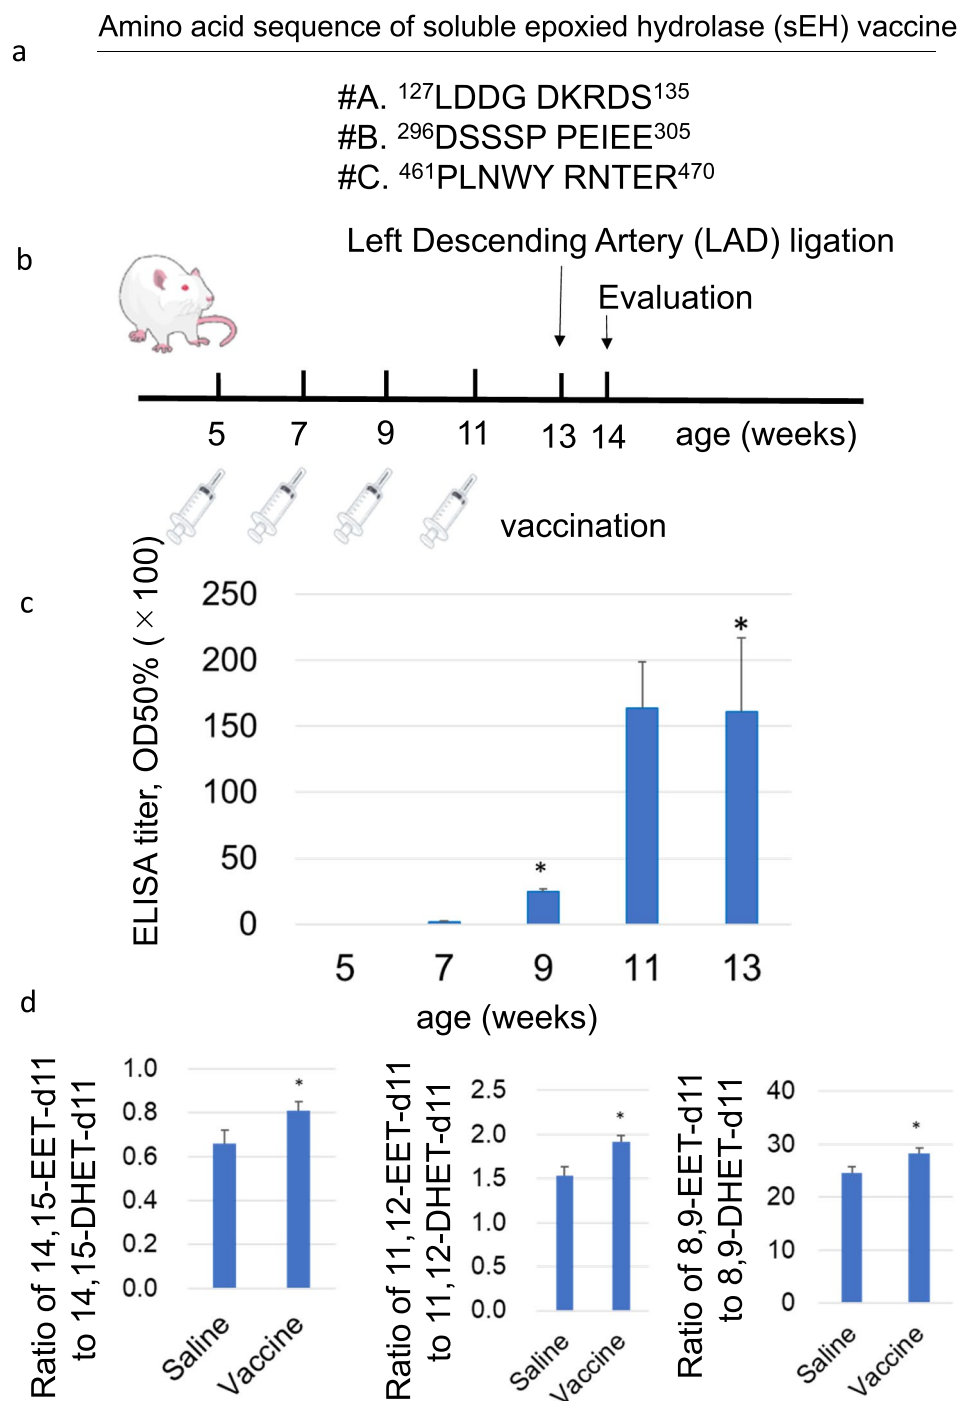 Amino acid sequence of soluble epoxied hydrolase (sEH) vaccine
a
#A. 127LDDG DKRDS135
#B. 296DSSSP PEIEE305
#C. 461PLNWY RNTER470
b
Left Descending Artery (LAD) ligation
Evaluation
5 7 9 11 13 14 age (weeks)
vaccination
c
ELISA titer, OD50% (×100)
250
200
150
100
50
0
*
*
5 7 9 11 13
age (weeks)
d
Ratio of 14,15-EET-d11
to 14,15-DHET-d11
1.0
0.8
0.6
0.4
0.2
0.0
*
Saline
Vaccine
Ratio of 11,12-EET-d11
to 11,12-DHET-d11
2.5
2.0
1.5
1.0
0.5
0.0
*
Saline
Vaccine
Ratio of 8,9-EET-d11
to 8,9-DHET-d11
40
30
20
10
0
*
Saline
Vaccine